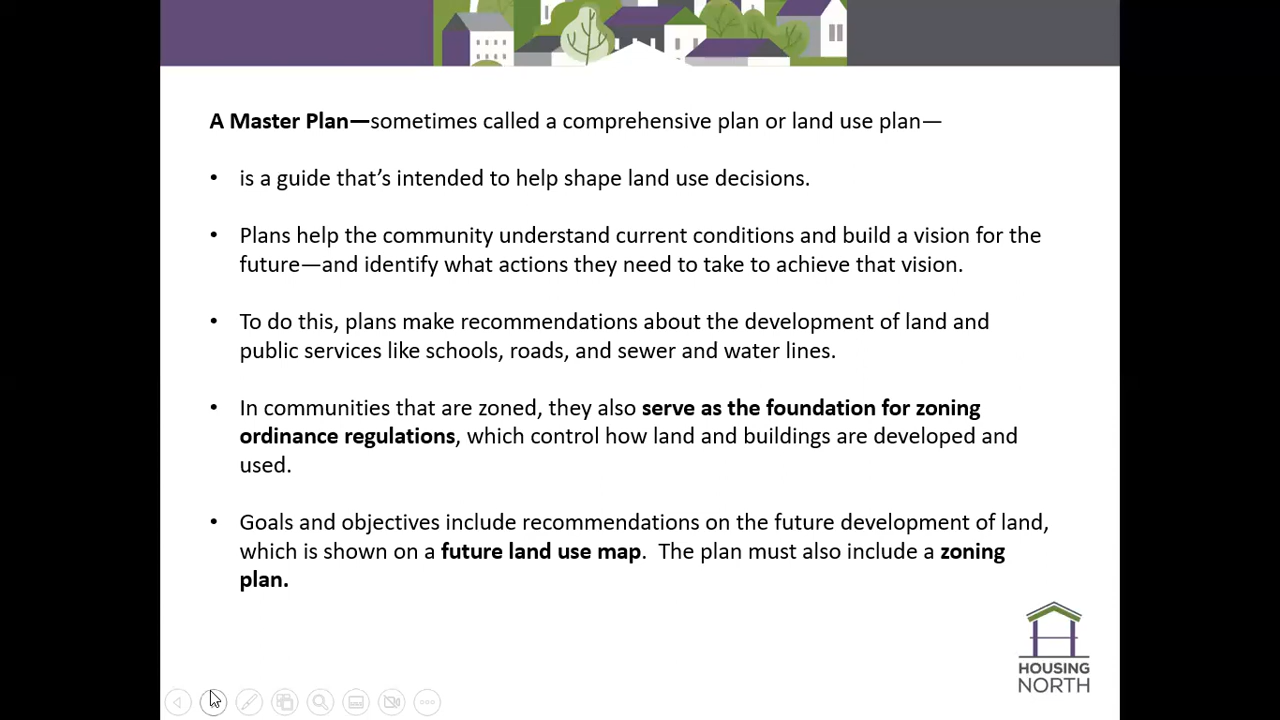 A Master Plan—sometimes called a comprehensive plan or land use plan—
• is a guide that’s intended to help shape land use decisions.
• Plans help the community understand current conditions and build a vision for the
future—and identify what actions they need to take to achieve that vision.
• To do this, plans make recommendations about the development of land and
public services like schools, roads, and sewer and water lines.
• In communities that are zoned, they also serve as the foundation for zoning
ordinance regulations, which control how land and buildings are developed and
used.
• Goals and objectives include recommendations on the future development of land,
which is shown on a future land use map.  The plan must also include a zoning
plan.
HOUSING
NORTH